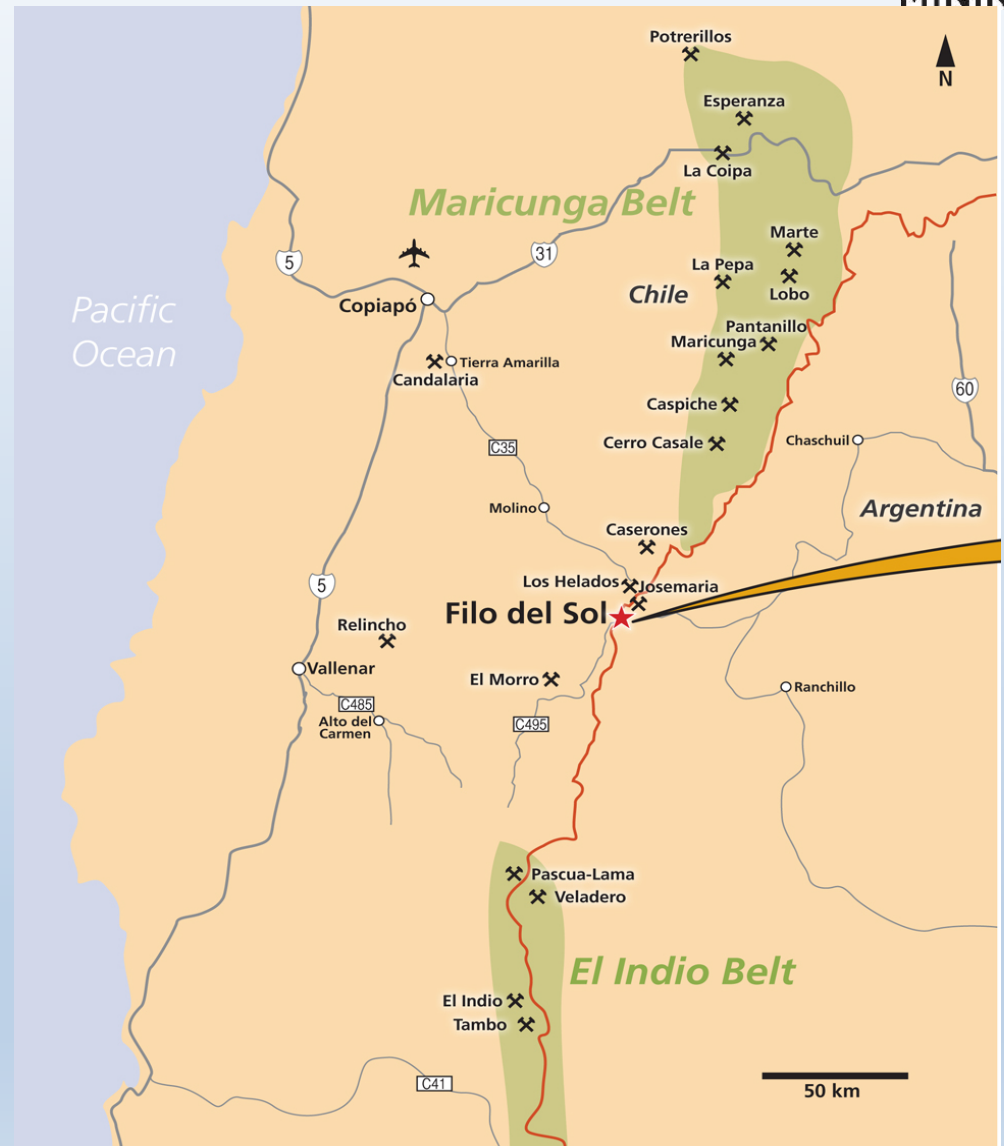 Potrerillos
N
Esperanza
La Coipa
Maricunga Belt
Marte
5
31
La Pepa
Chile
Lobo
Pacific
Ocean
Copiapó
Pantanillo
Maricunga
Tierra Amarilla
Candalaria
60
Caspiche
Cerro Casale
Chaschuil
C35
Molino
Argentina
Caserones
Los Helados
Josemaria
5
Filo del Sol
Relincho
Vallenar
El Morro
Ranchillo
C485
Alto del
Carmen
C495
Pascua-Lama
Veladero
El Indio Belt
El Indio
Tambo
C41
50 km